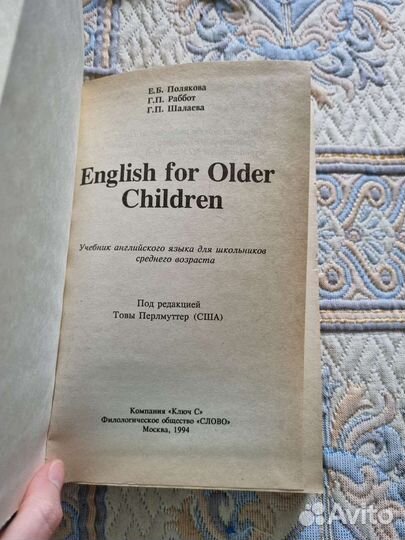 Е.Б. Полякова
Г.П. Раббот
Г.П. Шалаева
English for Older
Children
Учебник английского языка для школьников
среднего возраста
Под редакцией
Товы Перлмуттер (США)
Компания «Ключ С»
Филологическое общество «СЛОВО»
Москва, 1994
Avito